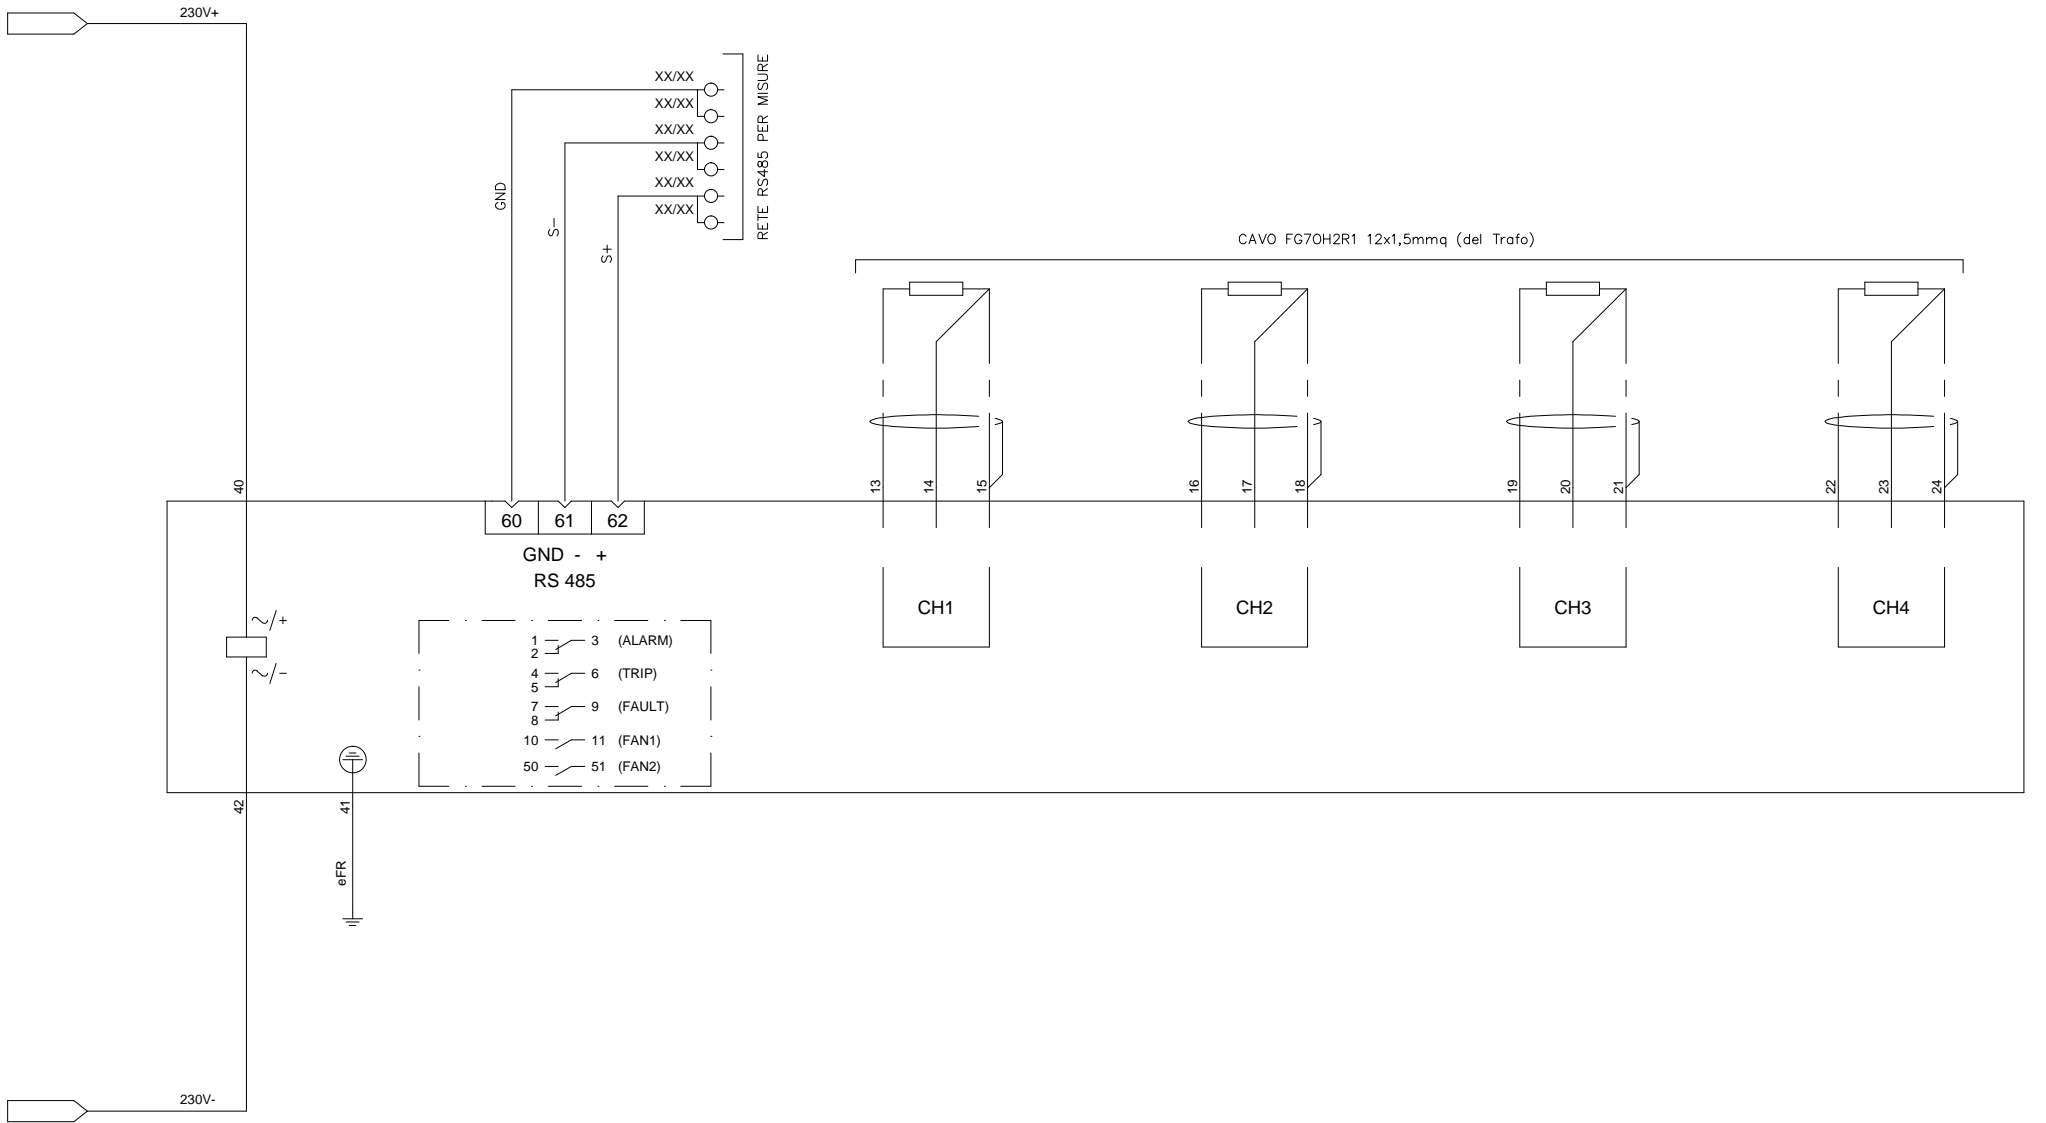 230V+
XX/XX
XX/XX
XX/XX
XX/XX
XX/XX
XX/XX
RETE RS485 PER MISURE
GND
S-
S+
CAVO FG7OH2R1 12x1,5mmq (del Trafo)
40
13 14 15
16 17 18
19 20 21
22 23 24
60 61 62
GND - +
RS 485
CH1
CH2
CH3
CH4
~/+
~/-
1 3 (ALARM)
2
4 6 (TRIP)
5
7 9 (FAULT)
8
10 11 (FAN1)
50 51 (FAN2)
42
41
eFR
230V-